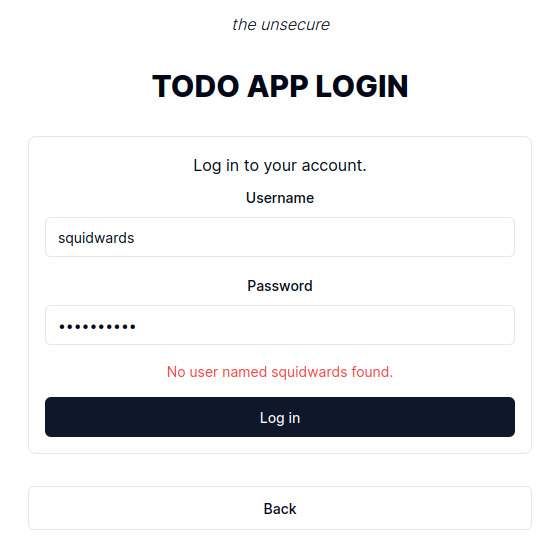 the unsecure
TODO APP LOGIN
Log in to your account.
Username
squidwards
Password
••••••••••
No user named squidwards found.
Log in
Back